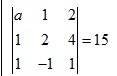 |a 1 2|
|1 2 4| = 15
|1 -1 1|